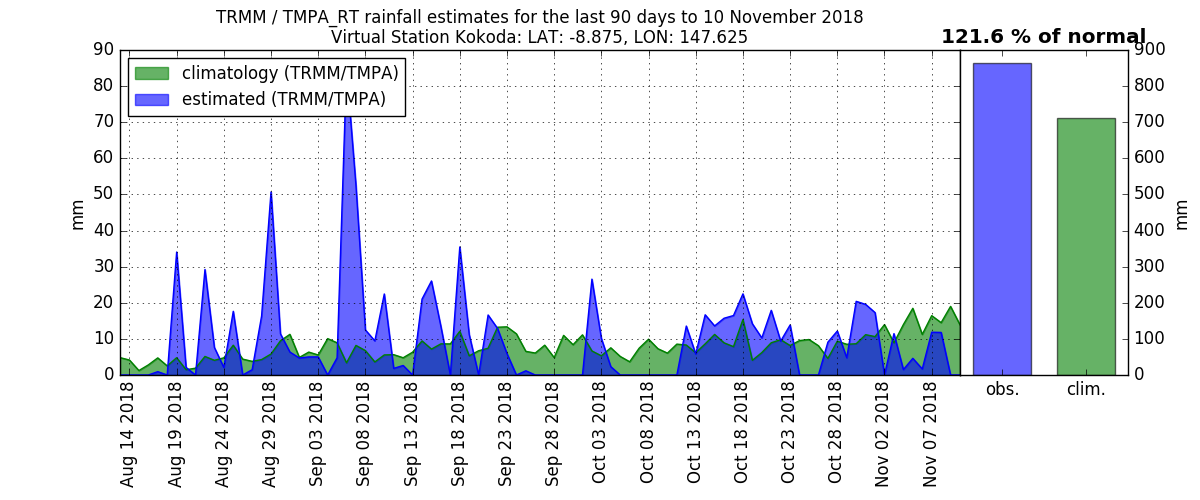 TRMM / TMPA_RT rainfall estimates for the last 90 days to 10 November 2018
Virtual Station Kokoda: LAT: -8.875, LON: 147.625
121.6 % of normal
climatology (TRMM/TMPA)
estimated (TRMM/TMPA)
90
80
70
60
50
40
30
20
10
0
mm
900
800
700
600
500
400
300
200
100
0
mm
Aug 14 2018
Aug 19 2018
Aug 24 2018
Aug 29 2018
Sep 03 2018
Sep 08 2018
Sep 13 2018
Sep 18 2018
Sep 23 2018
Sep 28 2018
Oct 03 2018
Oct 08 2018
Oct 13 2018
Oct 18 2018
Oct 23 2018
Oct 28 2018
Nov 02 2018
Nov 07 2018
obs.
clim.